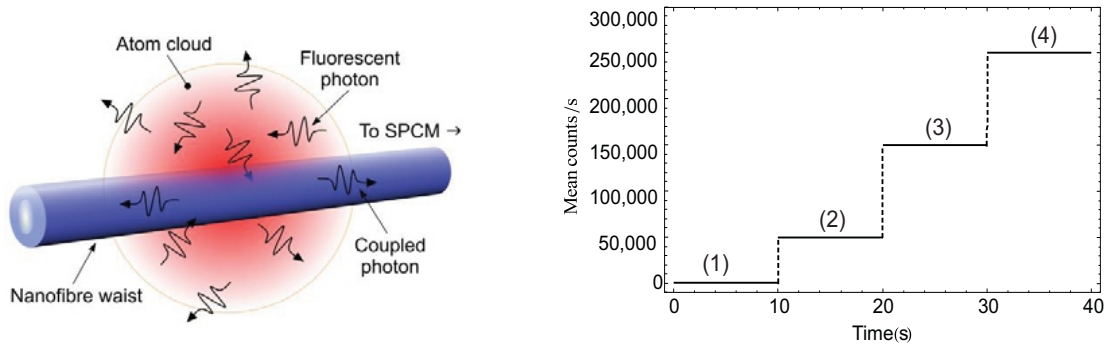 Atom cloud
Fluorescent
photon
To SPCM →
Coupled
photon
Nanofibre waist
Mean counts/s
300,000
250,000
200,000
150,000
100,000
50,000
0
(1)
(2)
(3)
(4)
0
10
20
30
40
Time(s)